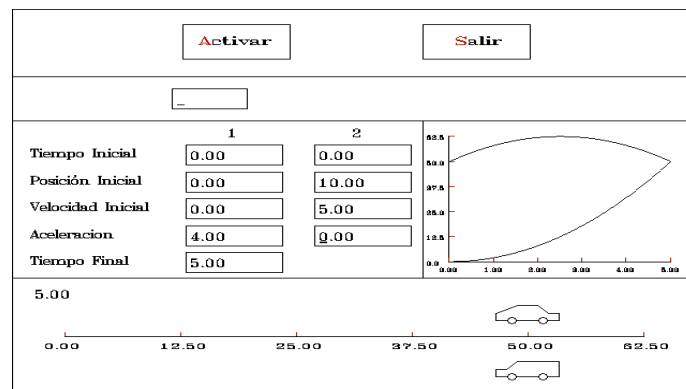 Activar Salir
_
1 2
Tiempo Inicial 0.00 0.00
Posición Inicial 0.00 10.00
Velocidad Inicial 0.00 5.00
Aceleracion 4.00 0.00
Tiempo Final 5.00
62.5
50.0
37.5
25.0
12.5
0.0
0.00 1.00 2.00 3.00 4.00 5.00
5.00
0.00 12.50 25.00 37.50 50.00 62.50